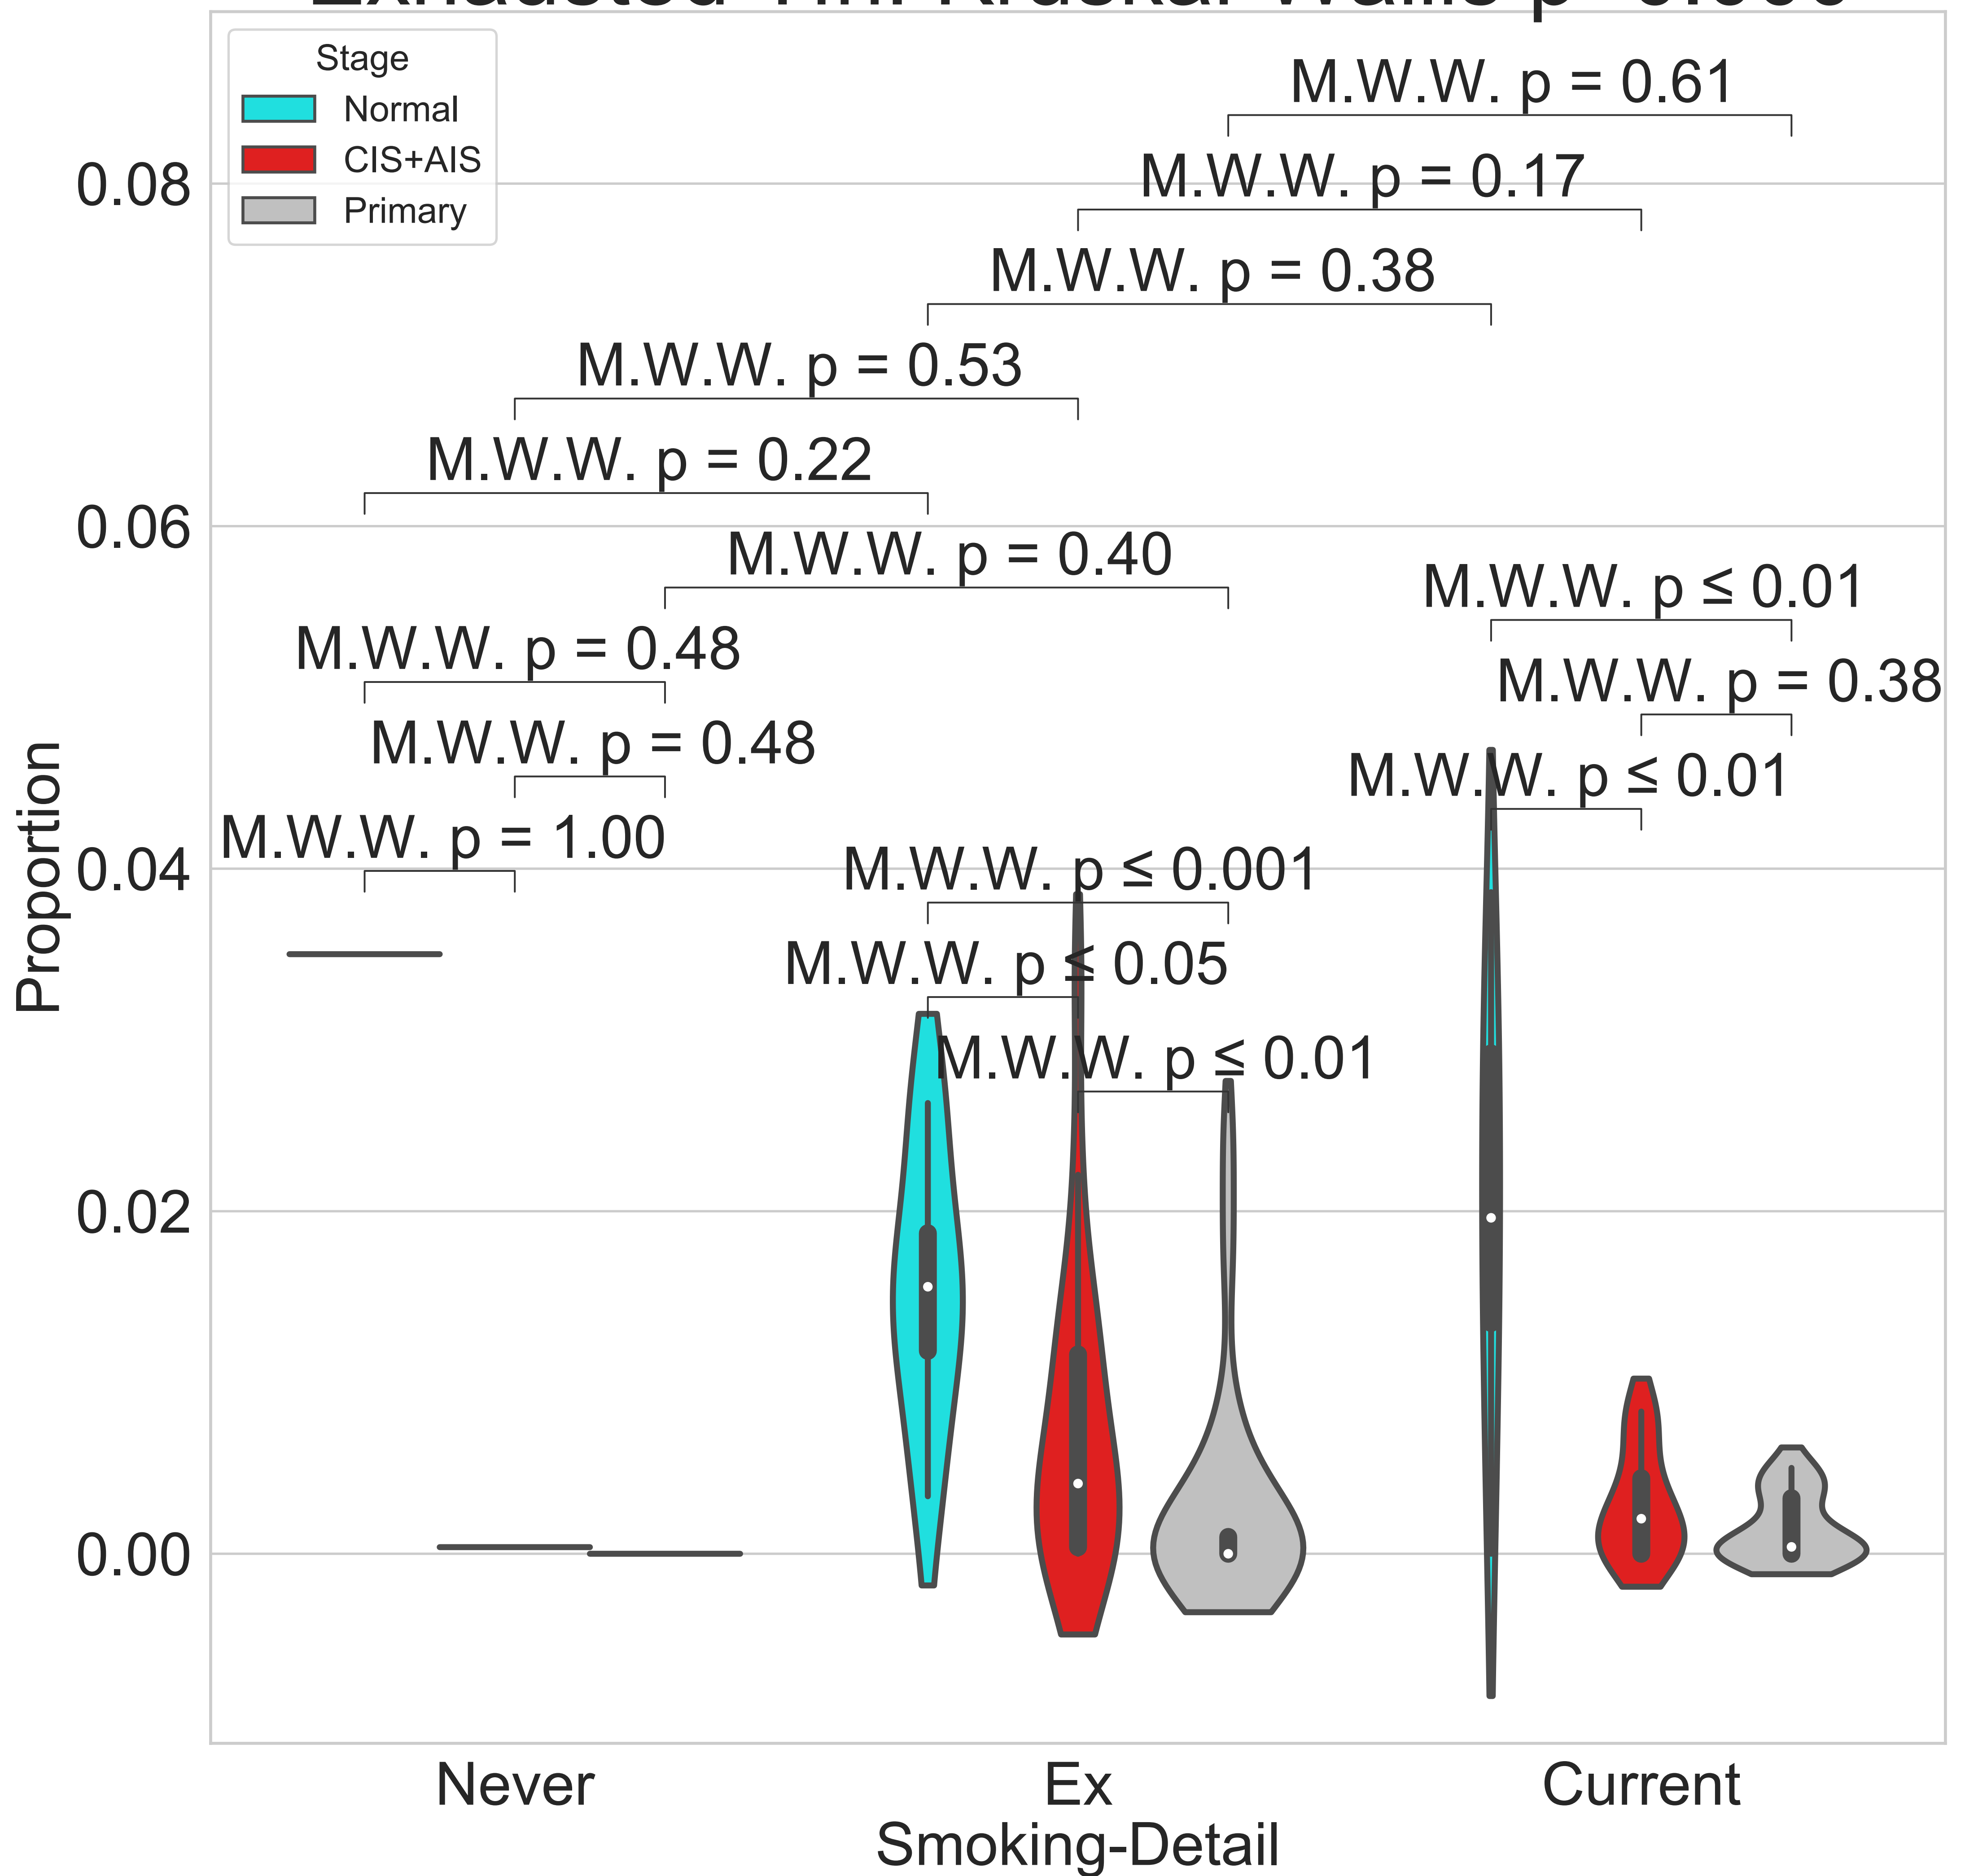 Stage
Normal
CIS+AIS
Primary
M.W.W. p = 0.61
M.W.W. p = 0.17
M.W.W. p = 0.38
M.W.W. p = 0.53
M.W.W. p = 0.22
M.W.W. p = 0.40
M.W.W. p ≤ 0.01
M.W.W. p = 0.48
M.W.W. p = 0.38
M.W.W. p = 0.48
M.W.W. p ≤ 0.01
M.W.W. p = 1.00
M.W.W. p ≤ 0.001
M.W.W. p ≤ 0.05
M.W.W. p ≤ 0.01
0.08
0.06
0.04
0.02
0.00
Proportion
Never
Ex
Current
Smoking-Detail